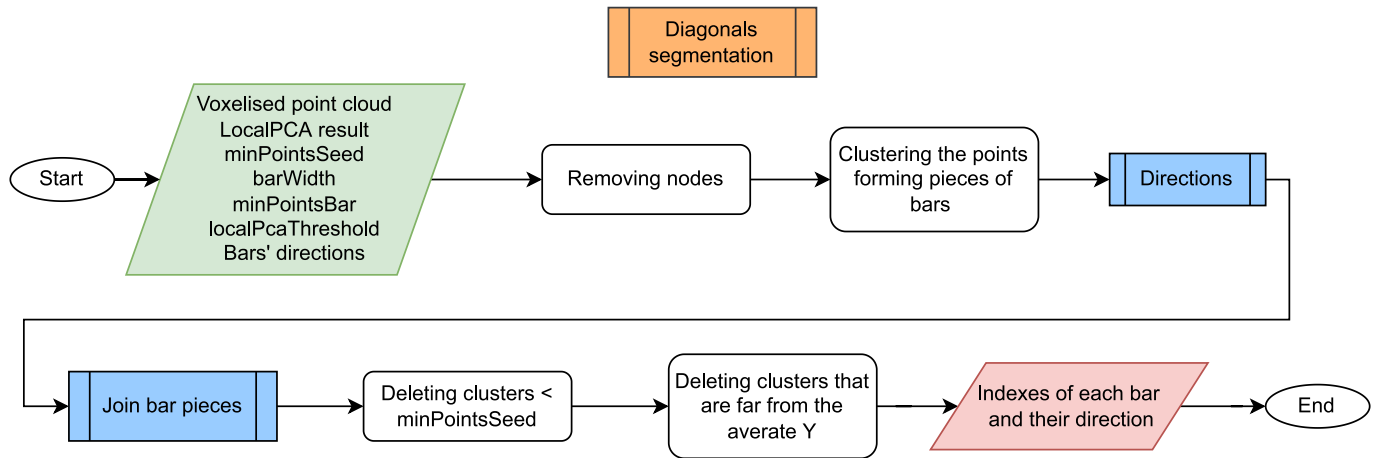 Diagonals
segmentation
Start
Voxelised point cloud
LocalPCA result
minPointsSeed
barWidth
minPointsBar
localPcaThreshold
Bars' directions
Removing nodes
Clustering the points
forming pieces of
bars
Directions
Join bar pieces
Deleting clusters <
minPointsSeed
Deleting clusters that
are far from the
averate Y
Indexes of each bar
and their direction
End